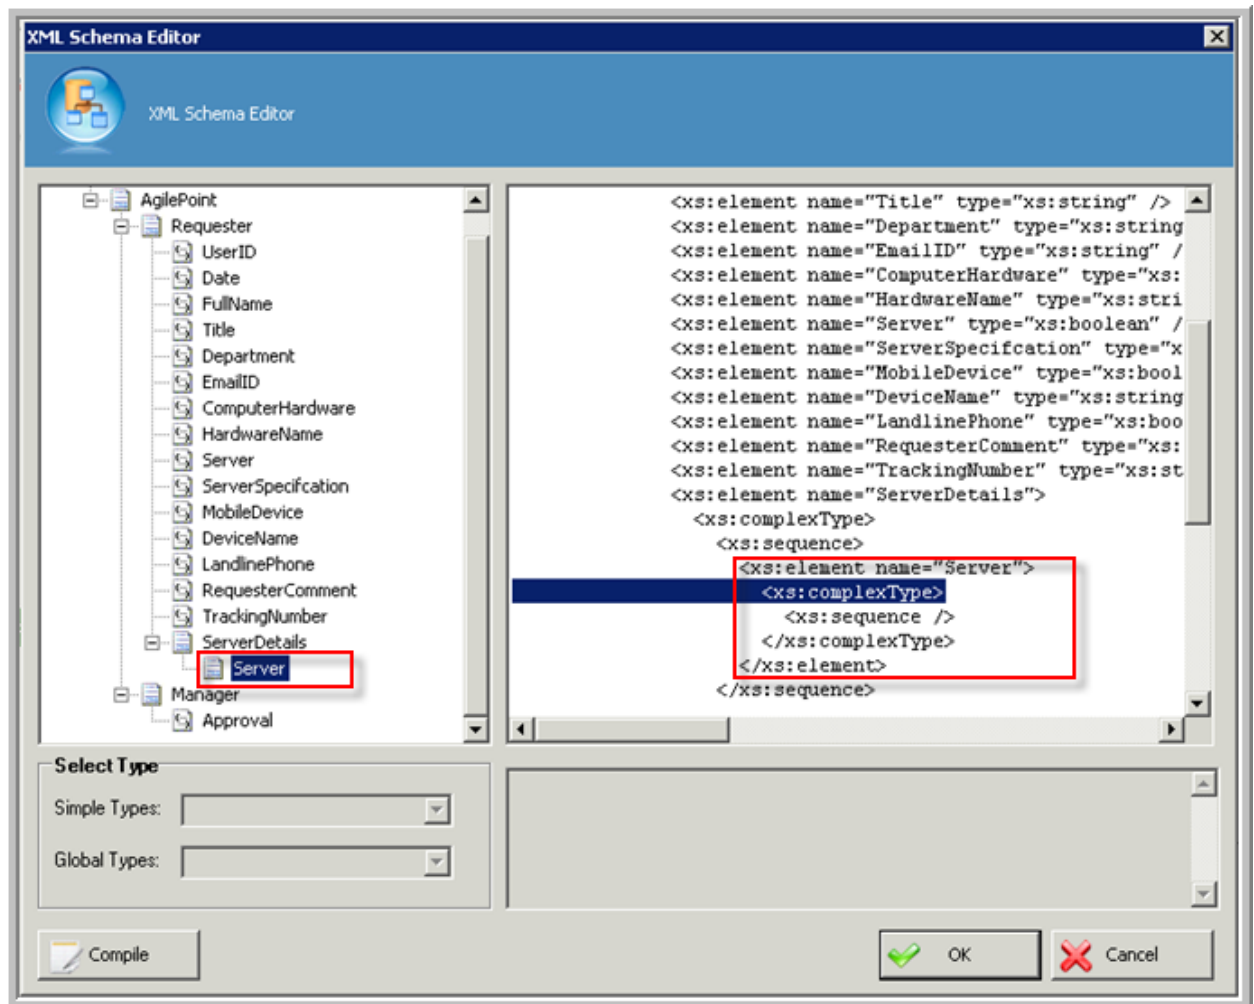 XML Schema Editor
XML Schema Editor
AgilePoint
Requester
UserID
Date
FullName
Title
Department
EmailID
ComputerHardware
HardwareName
Server
ServerSpecifcation
MobileDevice
DeviceName
LandlinePhone
RequesterComment
TrackingNumber
ServerDetails
Server
Manager
Approval
<xs:element name="Title" type="xs:string" />
<xs:element name="Department" type="xs:string
<xs:element name="EmailID" type="xs:string" /
<xs:element name="ComputerHardware" type="xs:
<xs:element name="HardwareName" type="xs:stri
<xs:element name="Server" type="xs:boolean" /
<xs:element name="ServerSpecifcation" type="x
<xs:element name="MobileDevice" type="xs:bool
<xs:element name="DeviceName" type="xs:string
<xs:element name="LandlinePhone" type="xs:boo
<xs:element name="RequesterComment" type="xs:
<xs:element name="TrackingNumber" type="xs:st
<xs:element name="ServerDetails">
<xs:complexType>
<xs:sequence>
<xs:element name="Server">
<xs:complexType>
<xs:sequence />
</xs:complexType>
</xs:element>
</xs:sequence>
Select Type
Simple Types:
Global Types:
Compile
OK
Cancel